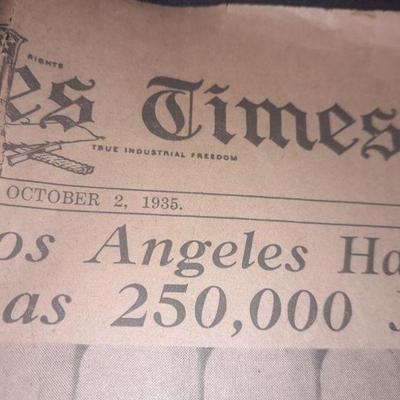 RIGHTS
es Times
TRUE INDUSTRIAL FREEDOM
OCTOBER 2, 1935.
os Angeles Ha
as 250,000